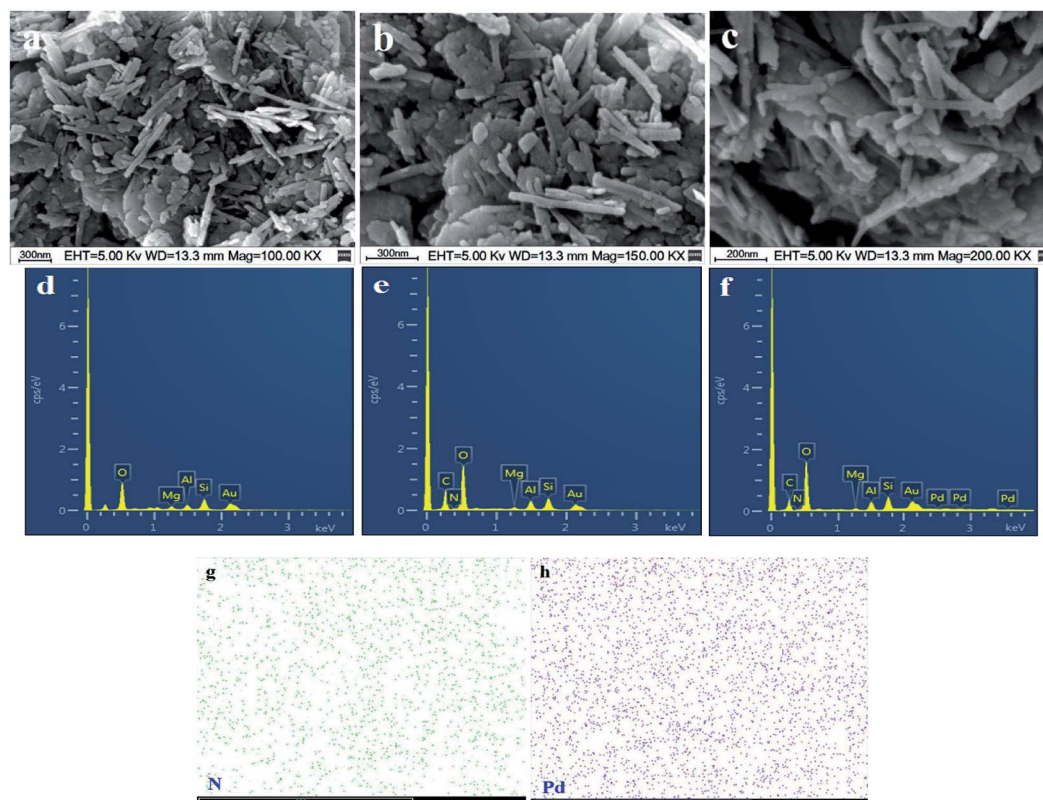 a
b
c
300nm EHT=5.00 Kv WD=13.3 mm Mag=100.00 KX
300nm EHT=5.00 Kv WD=13.3 mm Mag=150.00 KX
200nm EHT=5.00 Kv WD=13.3 mm Mag=200.00 KX
d
cps/eV
6
4
2
0
O
Mg
Al
Si
Au
0
1
2
3
keV
e
cps/eV
6
4
2
0
C
N
O
Mg
Al
Si
Au
0
1
2
3
keV
f
cps/eV
6
4
2
0
C
N
O
Mg
Al
Si
Au
Pd
Pd
Pd
0
1
2
3
keV
g
N
h
Pd